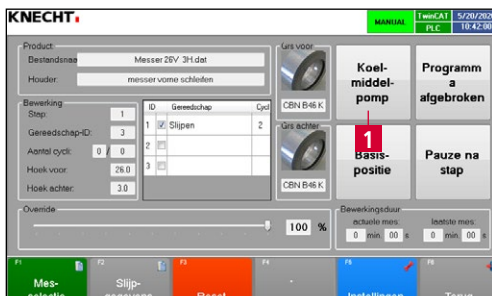 KNECHT.
MANUAL
TwinCAT
PLC
5/20/202
10:42:00
Product
Bestandsnaa
Messer 26V 3H.dat
Houder:
messer vorne schleifen
Bewerking
Step:
1
Gereedschap-ID:
3
Aantal cycli:
0 / 0
Hoek voor:
26.0
Hoek achter:
3.0
ID Gereedschap Cycl
1 Slijpen 2
2
3
Grs voor
CBN B46 K
Grs achter
CBN B46 K
Koel-
middel-
pomp
Programm
a
afgebroken
1
Basis-
positie
Pauze na
stap
Override
100 %
Bewerkingsduur
actuele mes:
0 min. 00 s
laatste mes:
0 min. 00 s
F1
Mes-
selectie
F2
Slijp-
gegevens
F3
Reset
F4
-
F5
Instellingen
F6
Terug